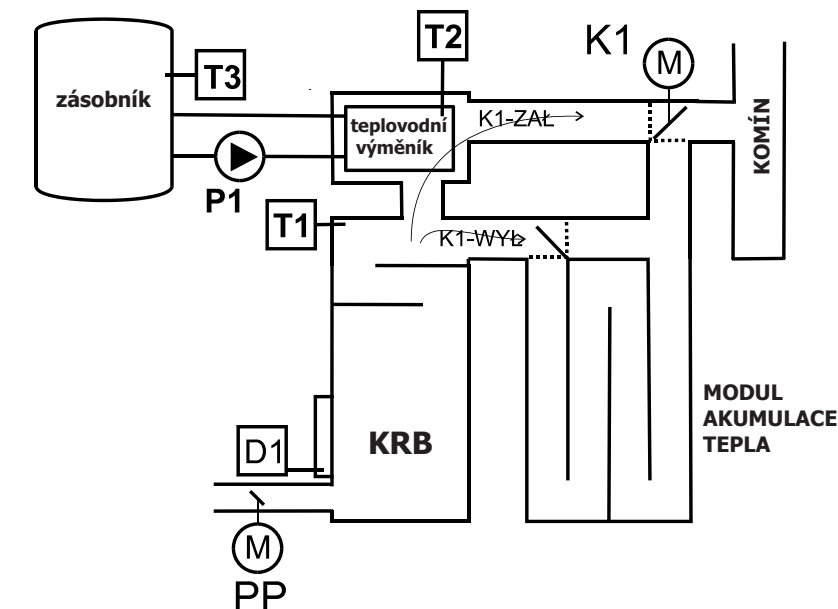 K1
T2
M
T3
zásobník
K1-ZAŁ
teplovodní
výměník
KOMÍN
P1
T1
K1-WYŁ
MODUL
AKUMULACE
TEPLA
KRB
D1
M
PP